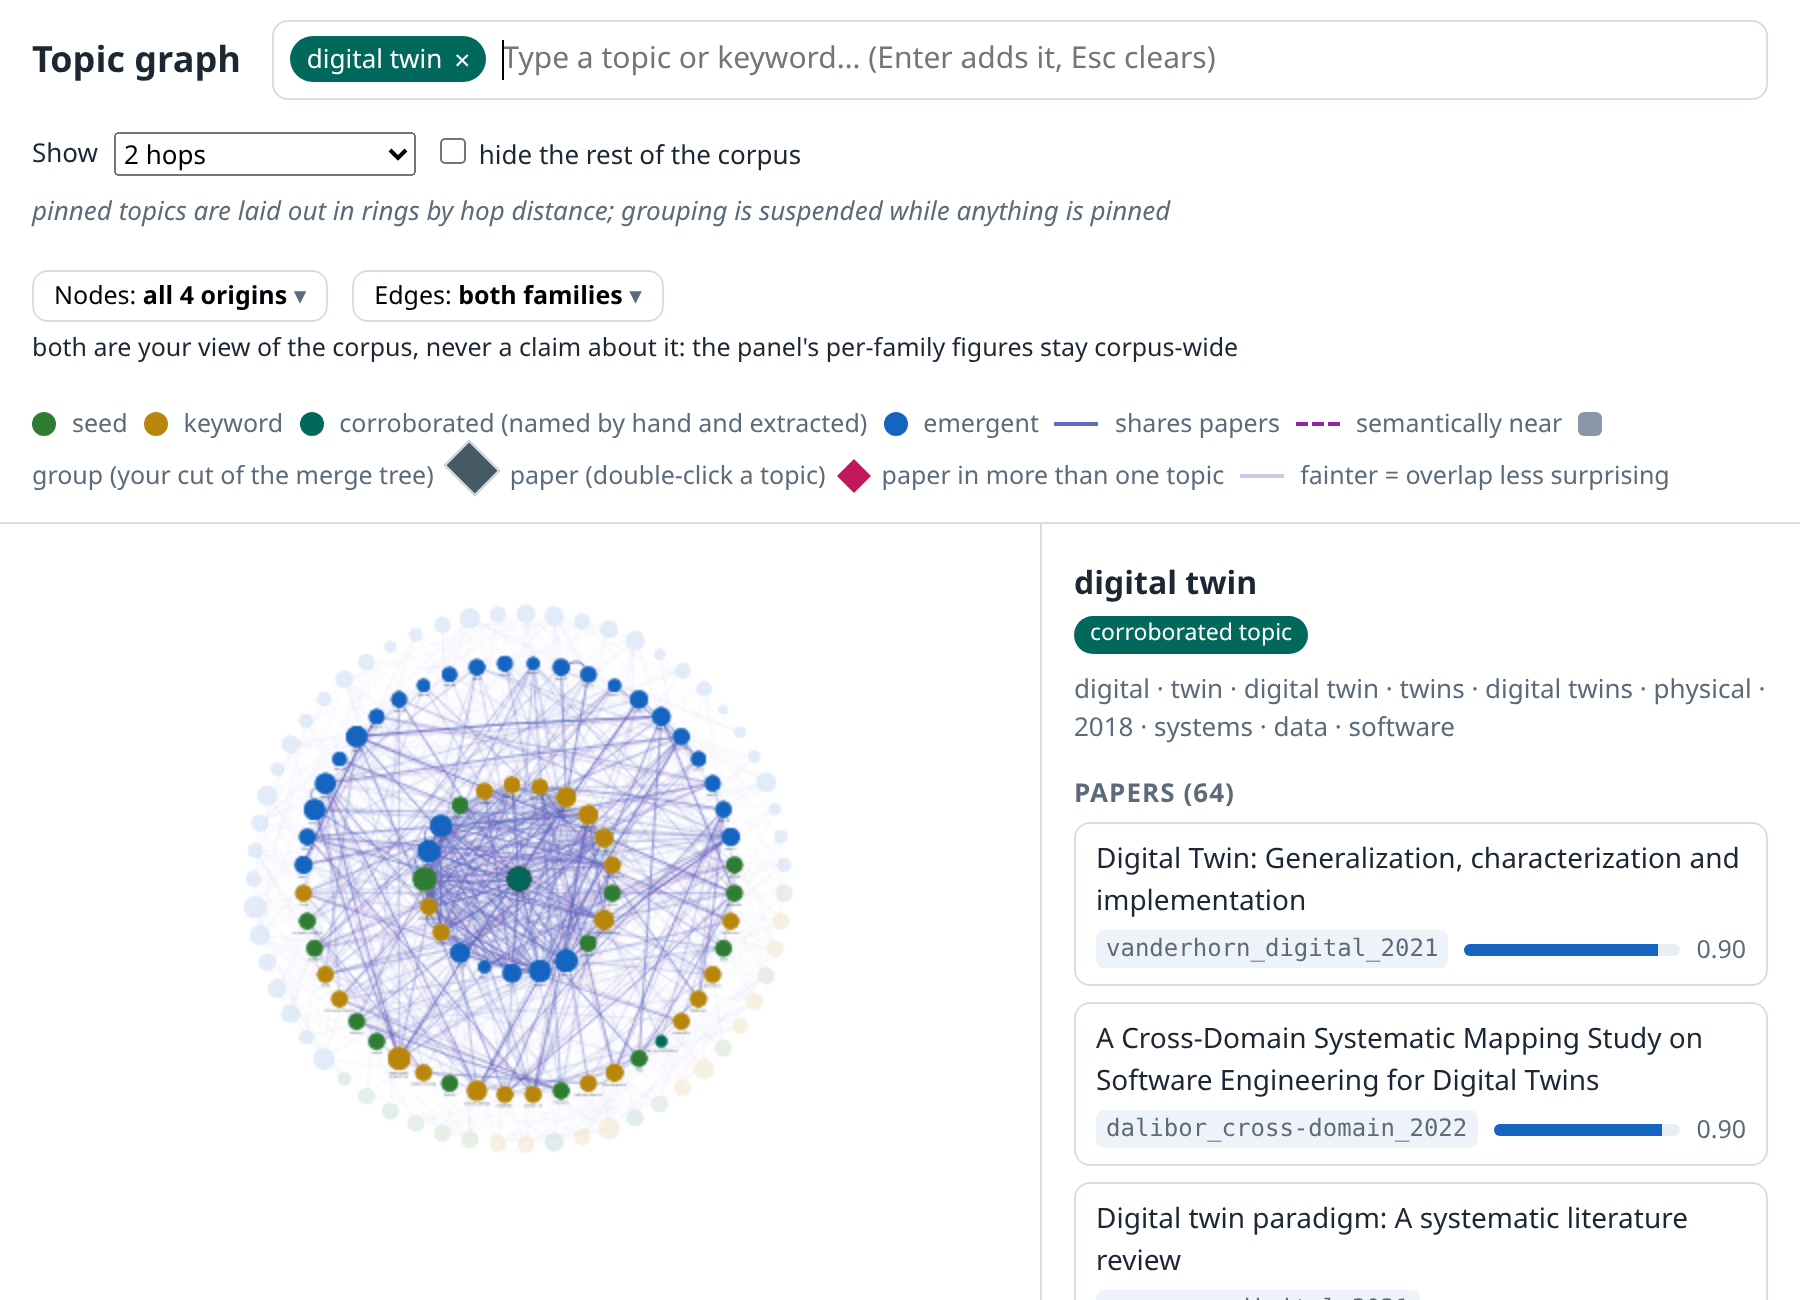 Topic graph
digital twin ×
Type a topic or keyword... (Enter adds it, Esc clears)
Show 2 hops hide the rest of the corpus
pinned topics are laid out in rings by hop distance; grouping is suspended while anything is pinned
Nodes: all 4 origins ▾ Edges: both families ▾
both are your view of the corpus, never a claim about it: the panel's per-family figures stay corpus-wide
seed keyword corroborated (named by hand and extracted) emergent shares papers semantically near
group (your cut of the merge tree) paper (double-click a topic) paper in more than one topic fainter = overlap less surprising
digital twin
corroborated topic
digital · twin · digital twin · twins · digital twins · physical ·
2018 · systems · data · software
PAPERS (64)
Digital Twin: Generalization, characterization and
implementation
vanderhorn_digital_2021 0.90
A Cross-Domain Systematic Mapping Study on
Software Engineering for Digital Twins
dalibor_cross-domain_2022 0.90
Digital twin paradigm: A systematic literature
review